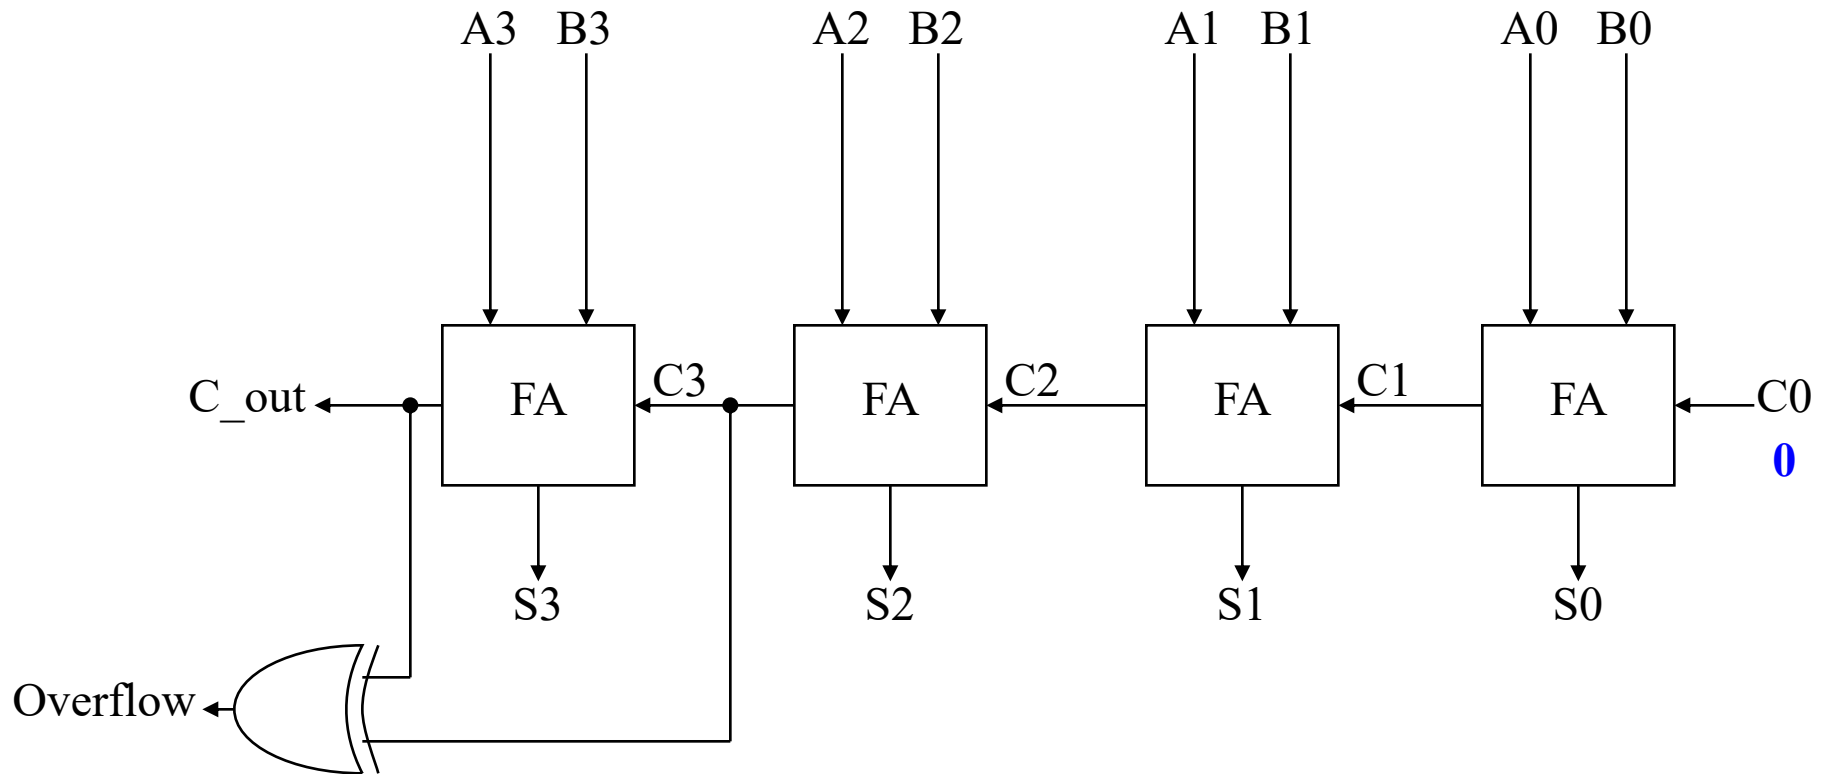 A3 B3 A2 B2 A1 B1 A0 B0
C_out FA C3 FA C2 FA C1 FA C0
0
S3 S2 S1 S0
Overflow